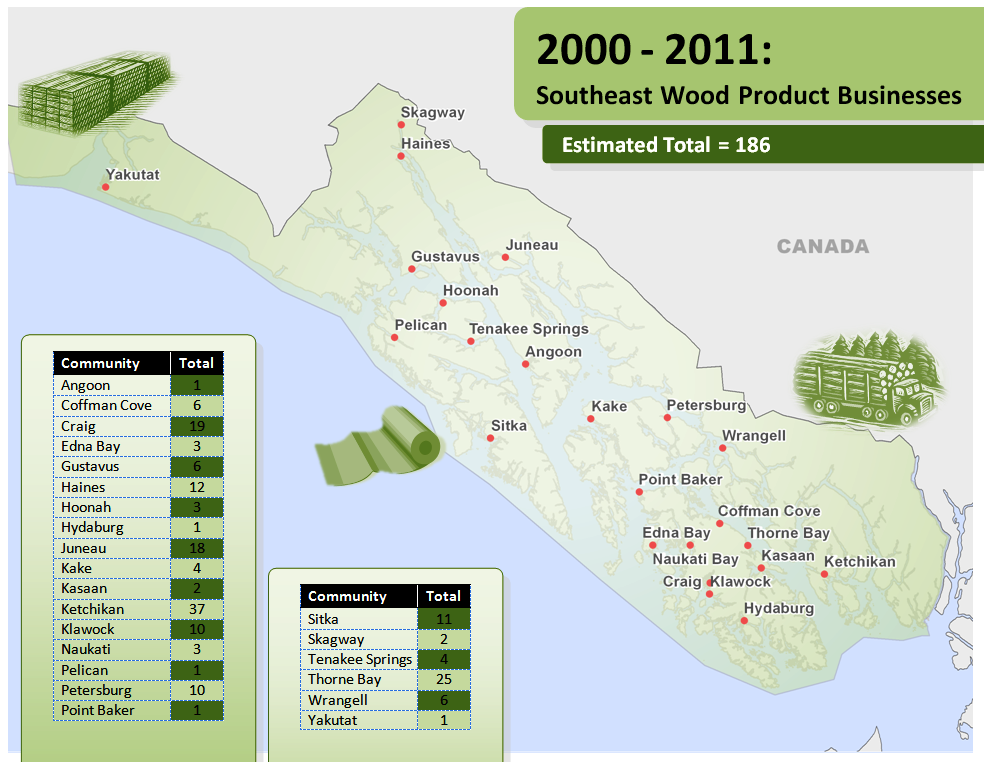 2000 - 2011:
Southeast Wood Product Businesses
Estimated Total = 186
Skagway
Haines
Yakutat
CANADA
Juneau
Gustavus
Hoonah
Pelican
Tenakee Springs
Angoon
Kake
Petersburg
Sitka
Wrangell
Point Baker
Coffman Cove
Edna Bay
Thorne Bay
Naukati Bay
Kasaan
Ketchikan
Craig
Klawock
Hydaburg
Community Total
Angoon 1
Coffman Cove 6
Craig 19
Edna Bay 3
Gustavus 6
Haines 12
Hoonah 3
Hydaburg 1
Juneau 18
Kake 4
Kasaan 2
Ketchikan 37
Klawock 10
Naukati 3
Pelican 1
Petersburg 10
Point Baker 1
Community Total
Sitka 11
Skagway 2
Tenakee Springs 4
Thorne Bay 25
Wrangell 6
Yakutat 1